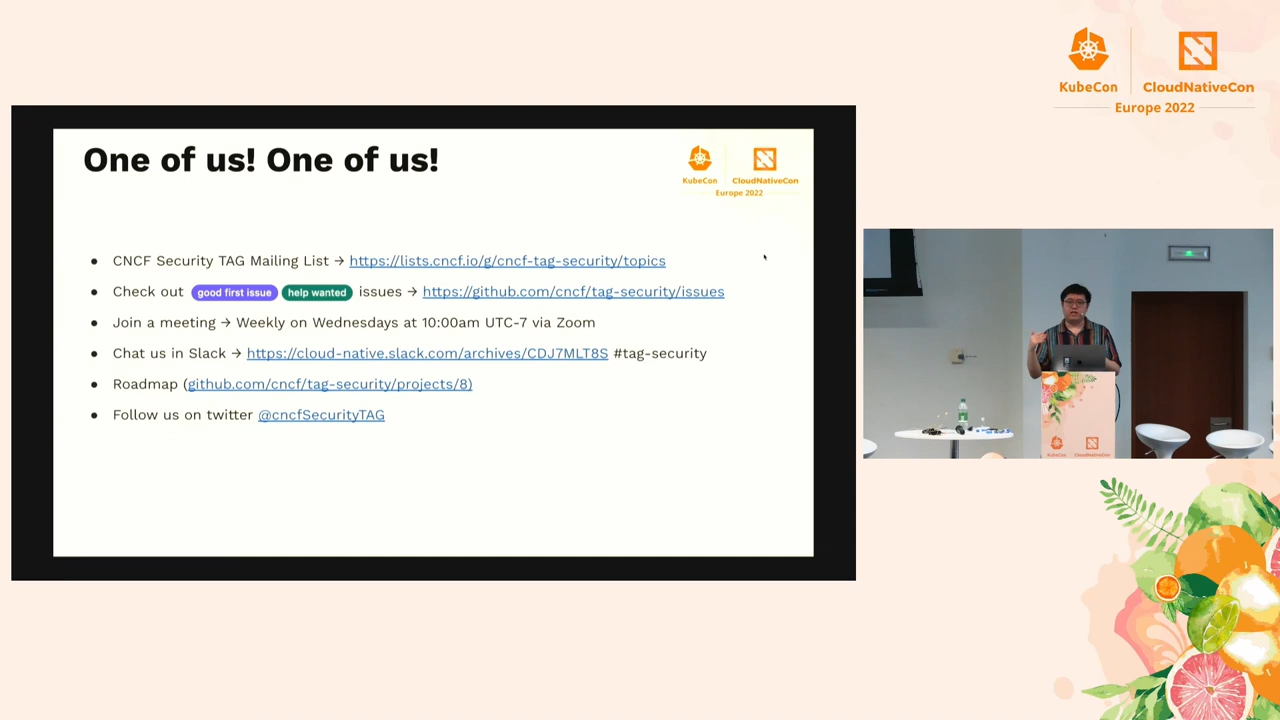 One of us! One of us!
KubeCon
CloudNativeCon
Europe 2022
● CNCF Security TAG Mailing List → https://lists.cncf.io/g/cncf-tag-security/topics
● Check out good first issue help wanted issues → https://github.com/cncf/tag-security/issues
● Join a meeting → Weekly on Wednesdays at 10:00am UTC-7 via Zoom
● Chat us in Slack → https://cloud-native.slack.com/archives/CDJ7MLT8S #tag-security
● Roadmap (github.com/cncf/tag-security/projects/8)
● Follow us on twitter @cncfSecurityTAG
KubeCon
CloudNativeCon
Europe 2022
KubeCon
CloudNativeCon